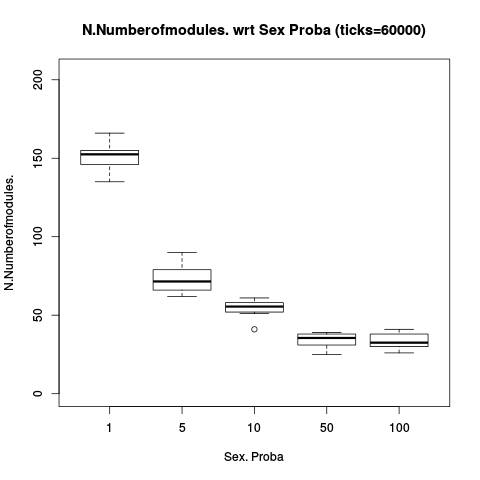 N.Numberofmodules. wrt Sex Proba (ticks=60000)
200
150
100
50
0
N.Numberofmodules.
1 5 10 50 100
Sex. Proba